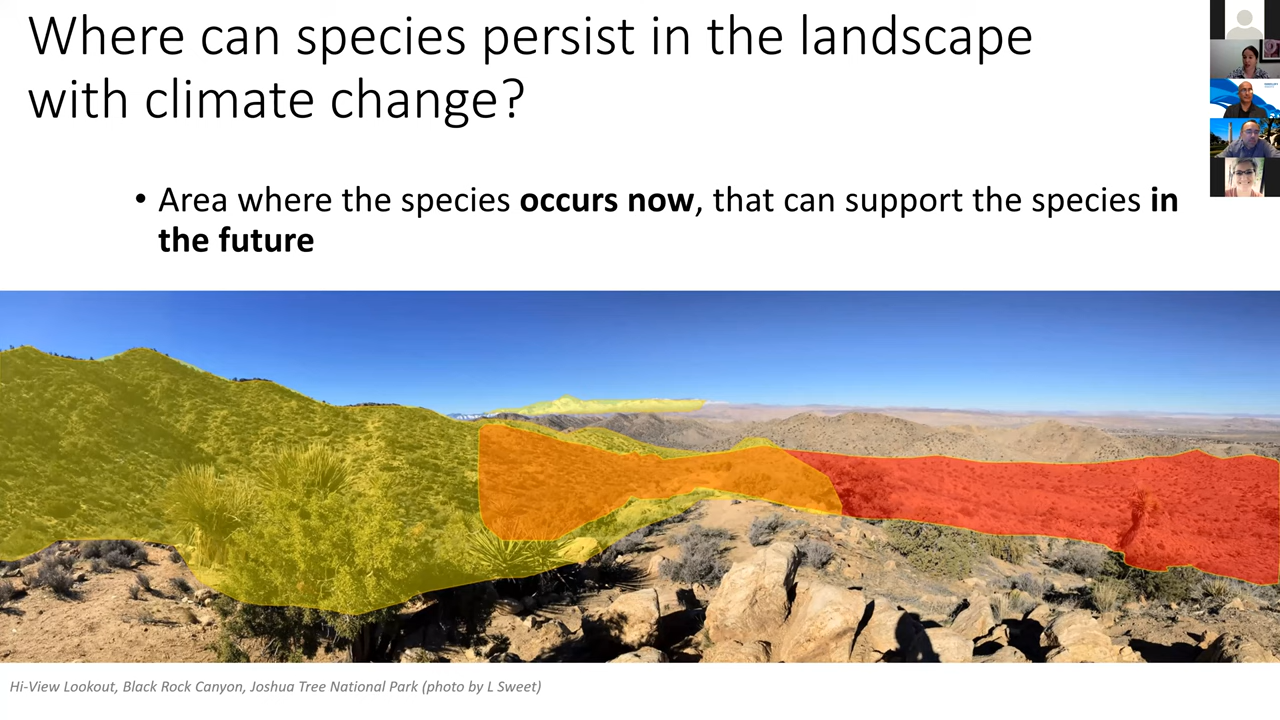 Where can species persist in the landscape
with climate change?
• Area where the species occurs now, that can support the species in
the future
Hi-View Lookout, Black Rock Canyon, Joshua Tree National Park (photo by L Sweet)